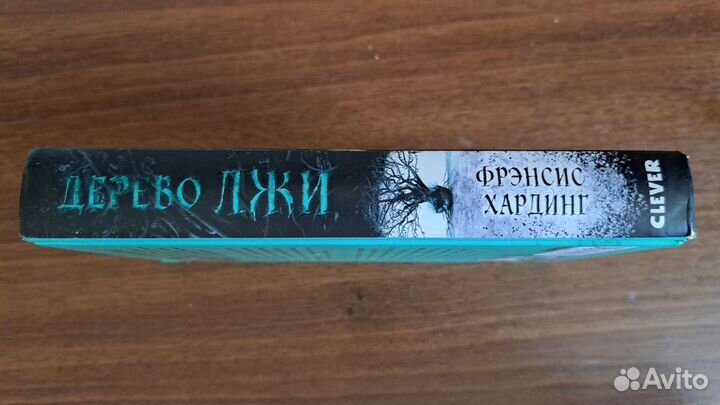 ДЕРЕВО ЛЖИ
ФРЭНСИС
ХАРДИНГ
CLEVER
Avito